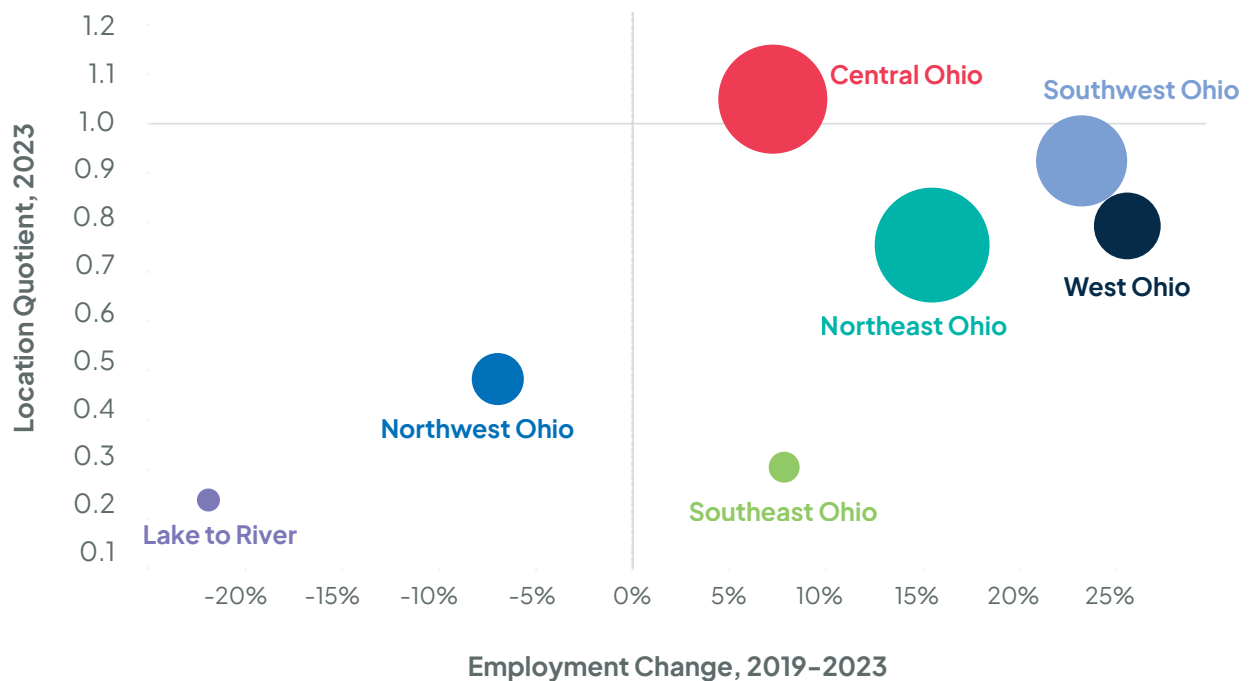 1.2
1.1
1.0
0.9
0.8
0.7
0.6
0.5
0.4
0.3
0.2
0.1
Location Quotient, 2023
Central Ohio
Southwest Ohio
West Ohio
Northeast Ohio
Northwest Ohio
Southeast Ohio
Lake to River
-20% -15% -10% -5% 0% 5% 10% 15% 20% 25%
Employment Change, 2019–2023